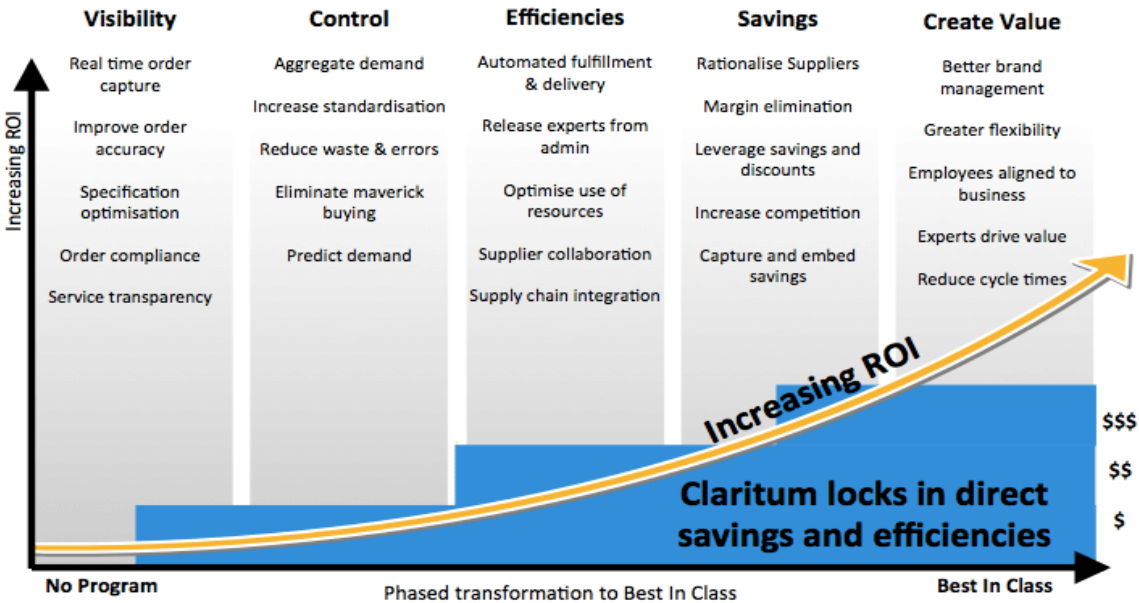 Visibility
Real time order
capture
Improve order
accuracy
Specification
optimisation
Order compliance
Service transparency
Control
Aggregate demand
Increase standardisation
Reduce waste & errors
Eliminate maverick
buying
Predict demand
Efficiencies
Automated fulfillment
& delivery
Release experts from
admin
Optimise use of
resources
Supplier collaboration
Supply chain integration
Savings
Rationalise Suppliers
Margin elimination
Leverage savings and
discounts
Increase competition
Capture and embed
savings
Create Value
Better brand
management
Greater flexibility
Employees aligned to
business
Experts drive value
Reduce cycle times
Increasing ROI
Increasing ROI
$$$
$$
$
Claritum locks in direct
savings and efficiencies
No Program
Phased transformation to Best In Class
Best In Class